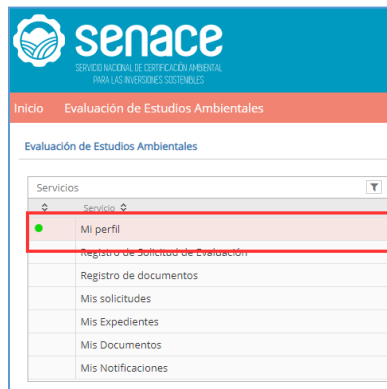 senace
SERVICIO NACIONAL DE CERTIFICACIÓN AMBIENTAL
PARA LAS INVERSIONES SOSTENIBLES
Inicio Evaluación de Estudios Ambientales
Evaluación de Estudios Ambientales
Servicios
Servicio
Mi perfil
Registro de Solicitud de Evaluación
Registro de documentos
Mis solicitudes
Mis Expedientes
Mis Documentos
Mis Notificaciones